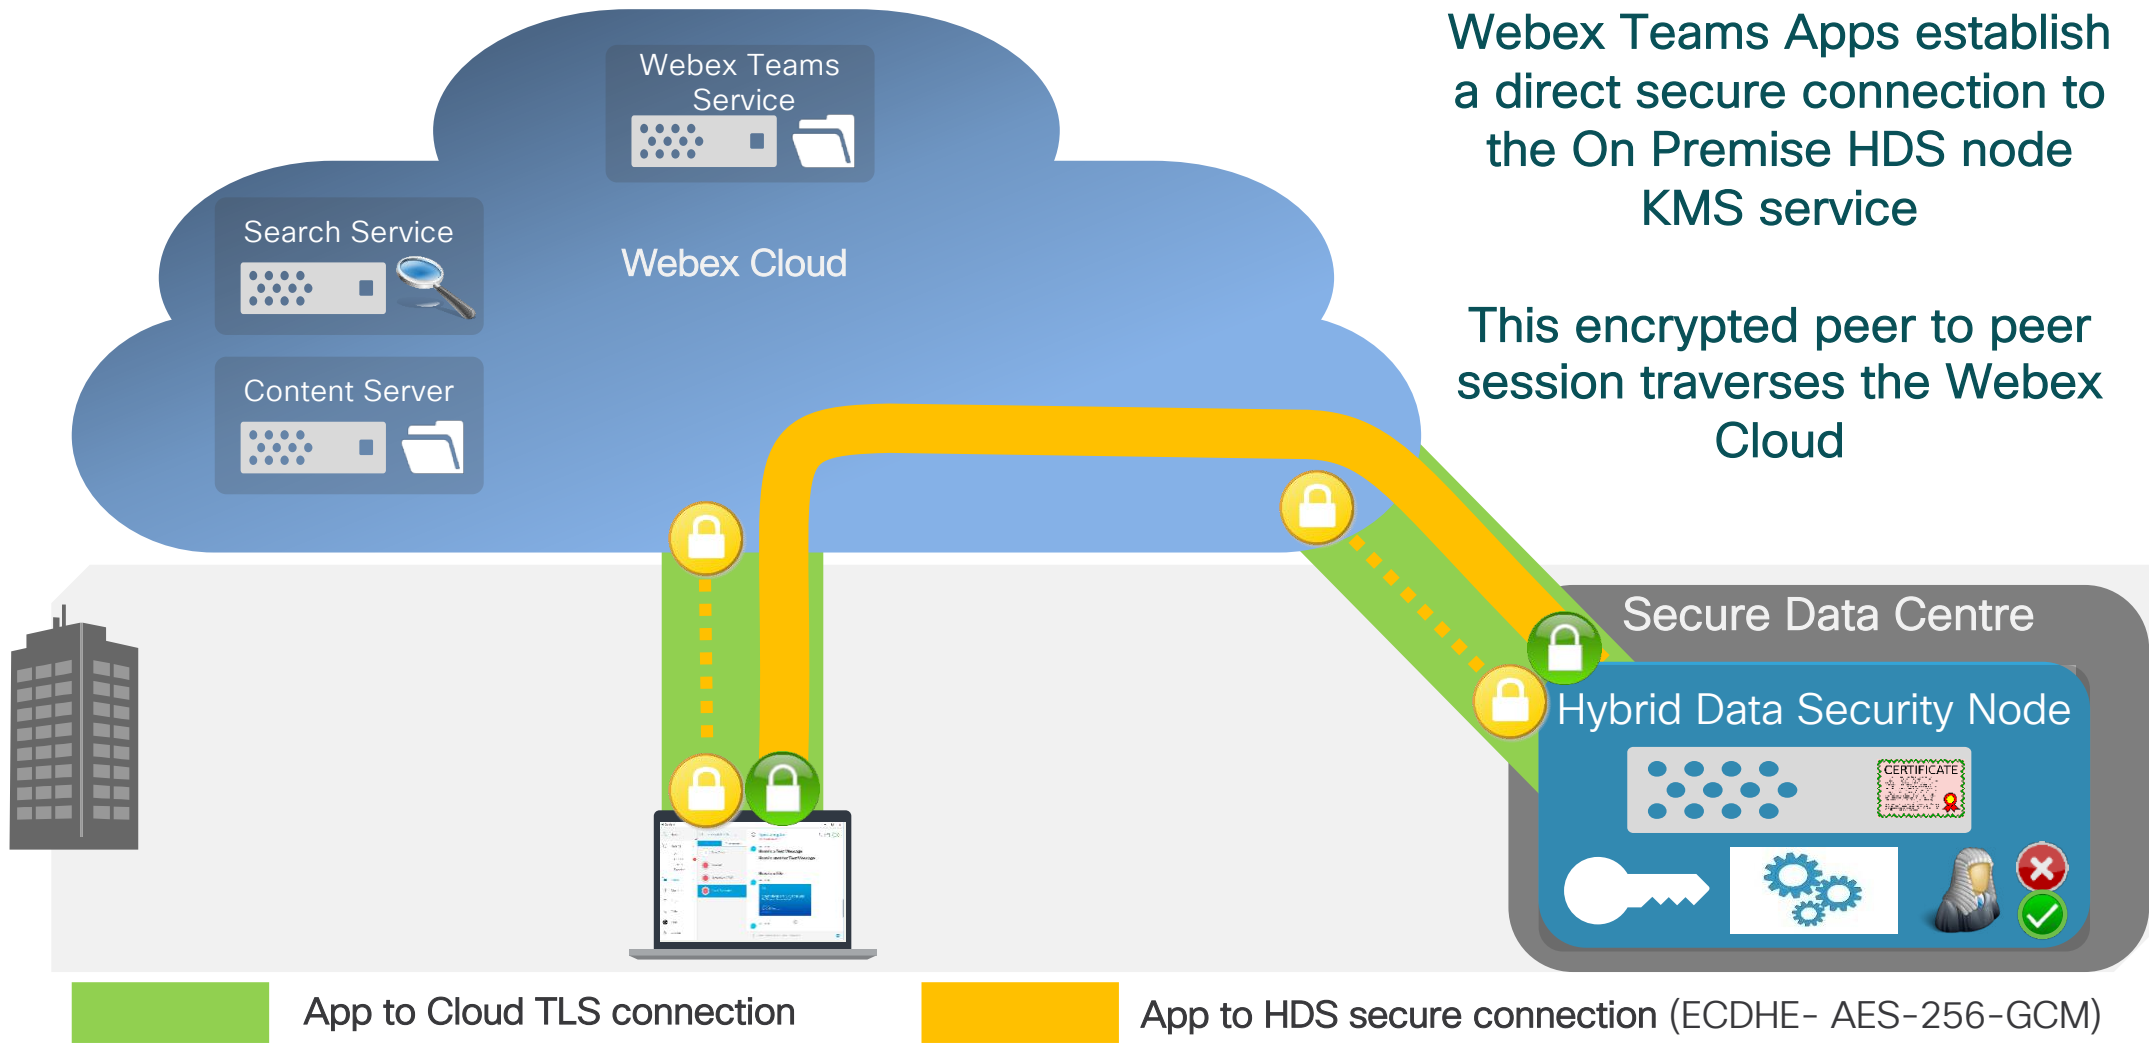 Webex Teams Apps establish
a direct secure connection to
the On Premise HDS node
KMS service
This encrypted peer to peer
session traverses the Webex
Cloud
Webex Teams
Service
Search Service
Webex Cloud
Content Server
Secure Data Centre
Hybrid Data Security Node
CERTIFICATE
App to Cloud TLS connection
App to HDS secure connection (ECDHE- AES-256-GCM)